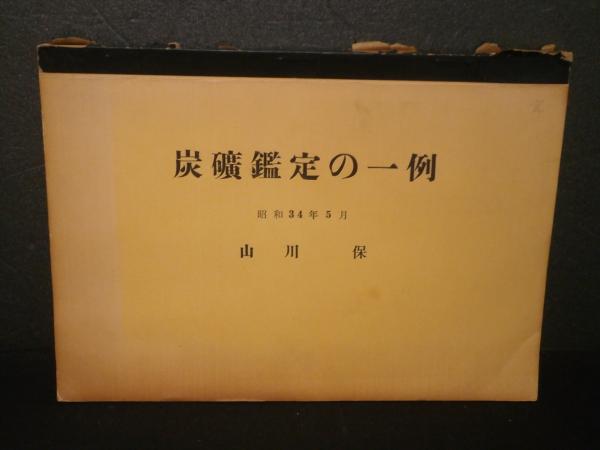 炭礦鑑定の一例
昭和34年5月
山川 保